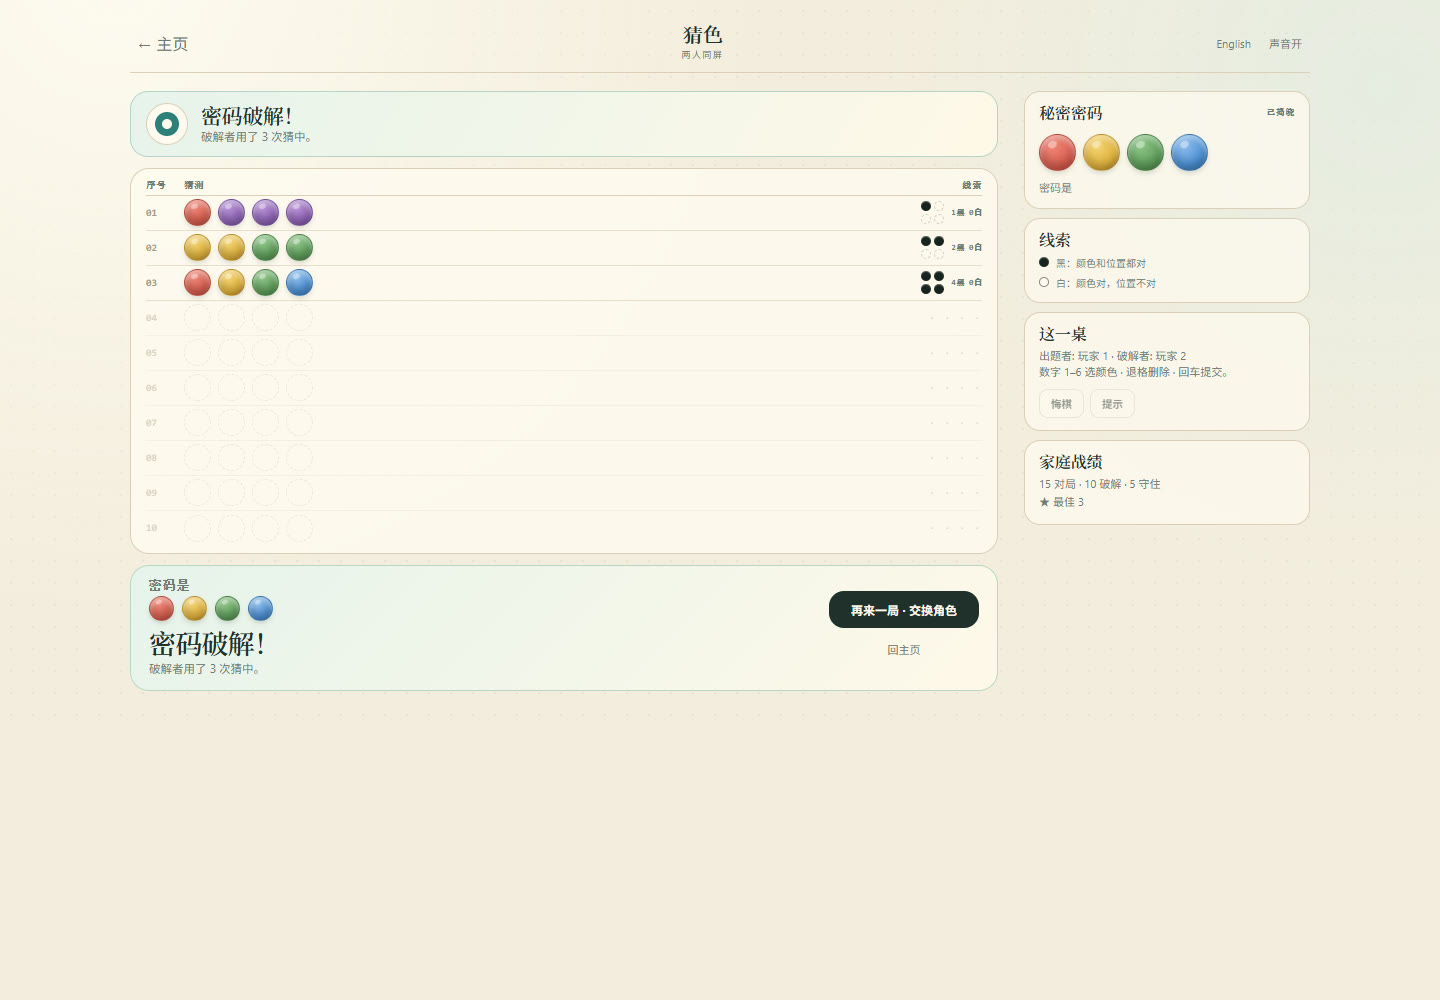 ← 主页
猜色
两人同屏
English 声音开
密码破解！
破解者用了 3 次猜中。
序号 猜测 线索
01 1黑 0白
02 2黑 0白
03 4黑 0白
04
05
06
07
08
09
10
密码是
密码破解！
破解者用了 3 次猜中。
再来一局 · 交换角色
回主页
秘密密码 已揭晓
密码是
线索
黑：颜色和位置都对
白：颜色对，位置不对
这一桌
出题者: 玩家 1 · 破解者: 玩家 2
数字 1–6 选颜色 · 退格删除 · 回车提交。
悔棋 提示
家庭战绩
15 对局 · 10 破解 · 5 守住
★ 最佳 3